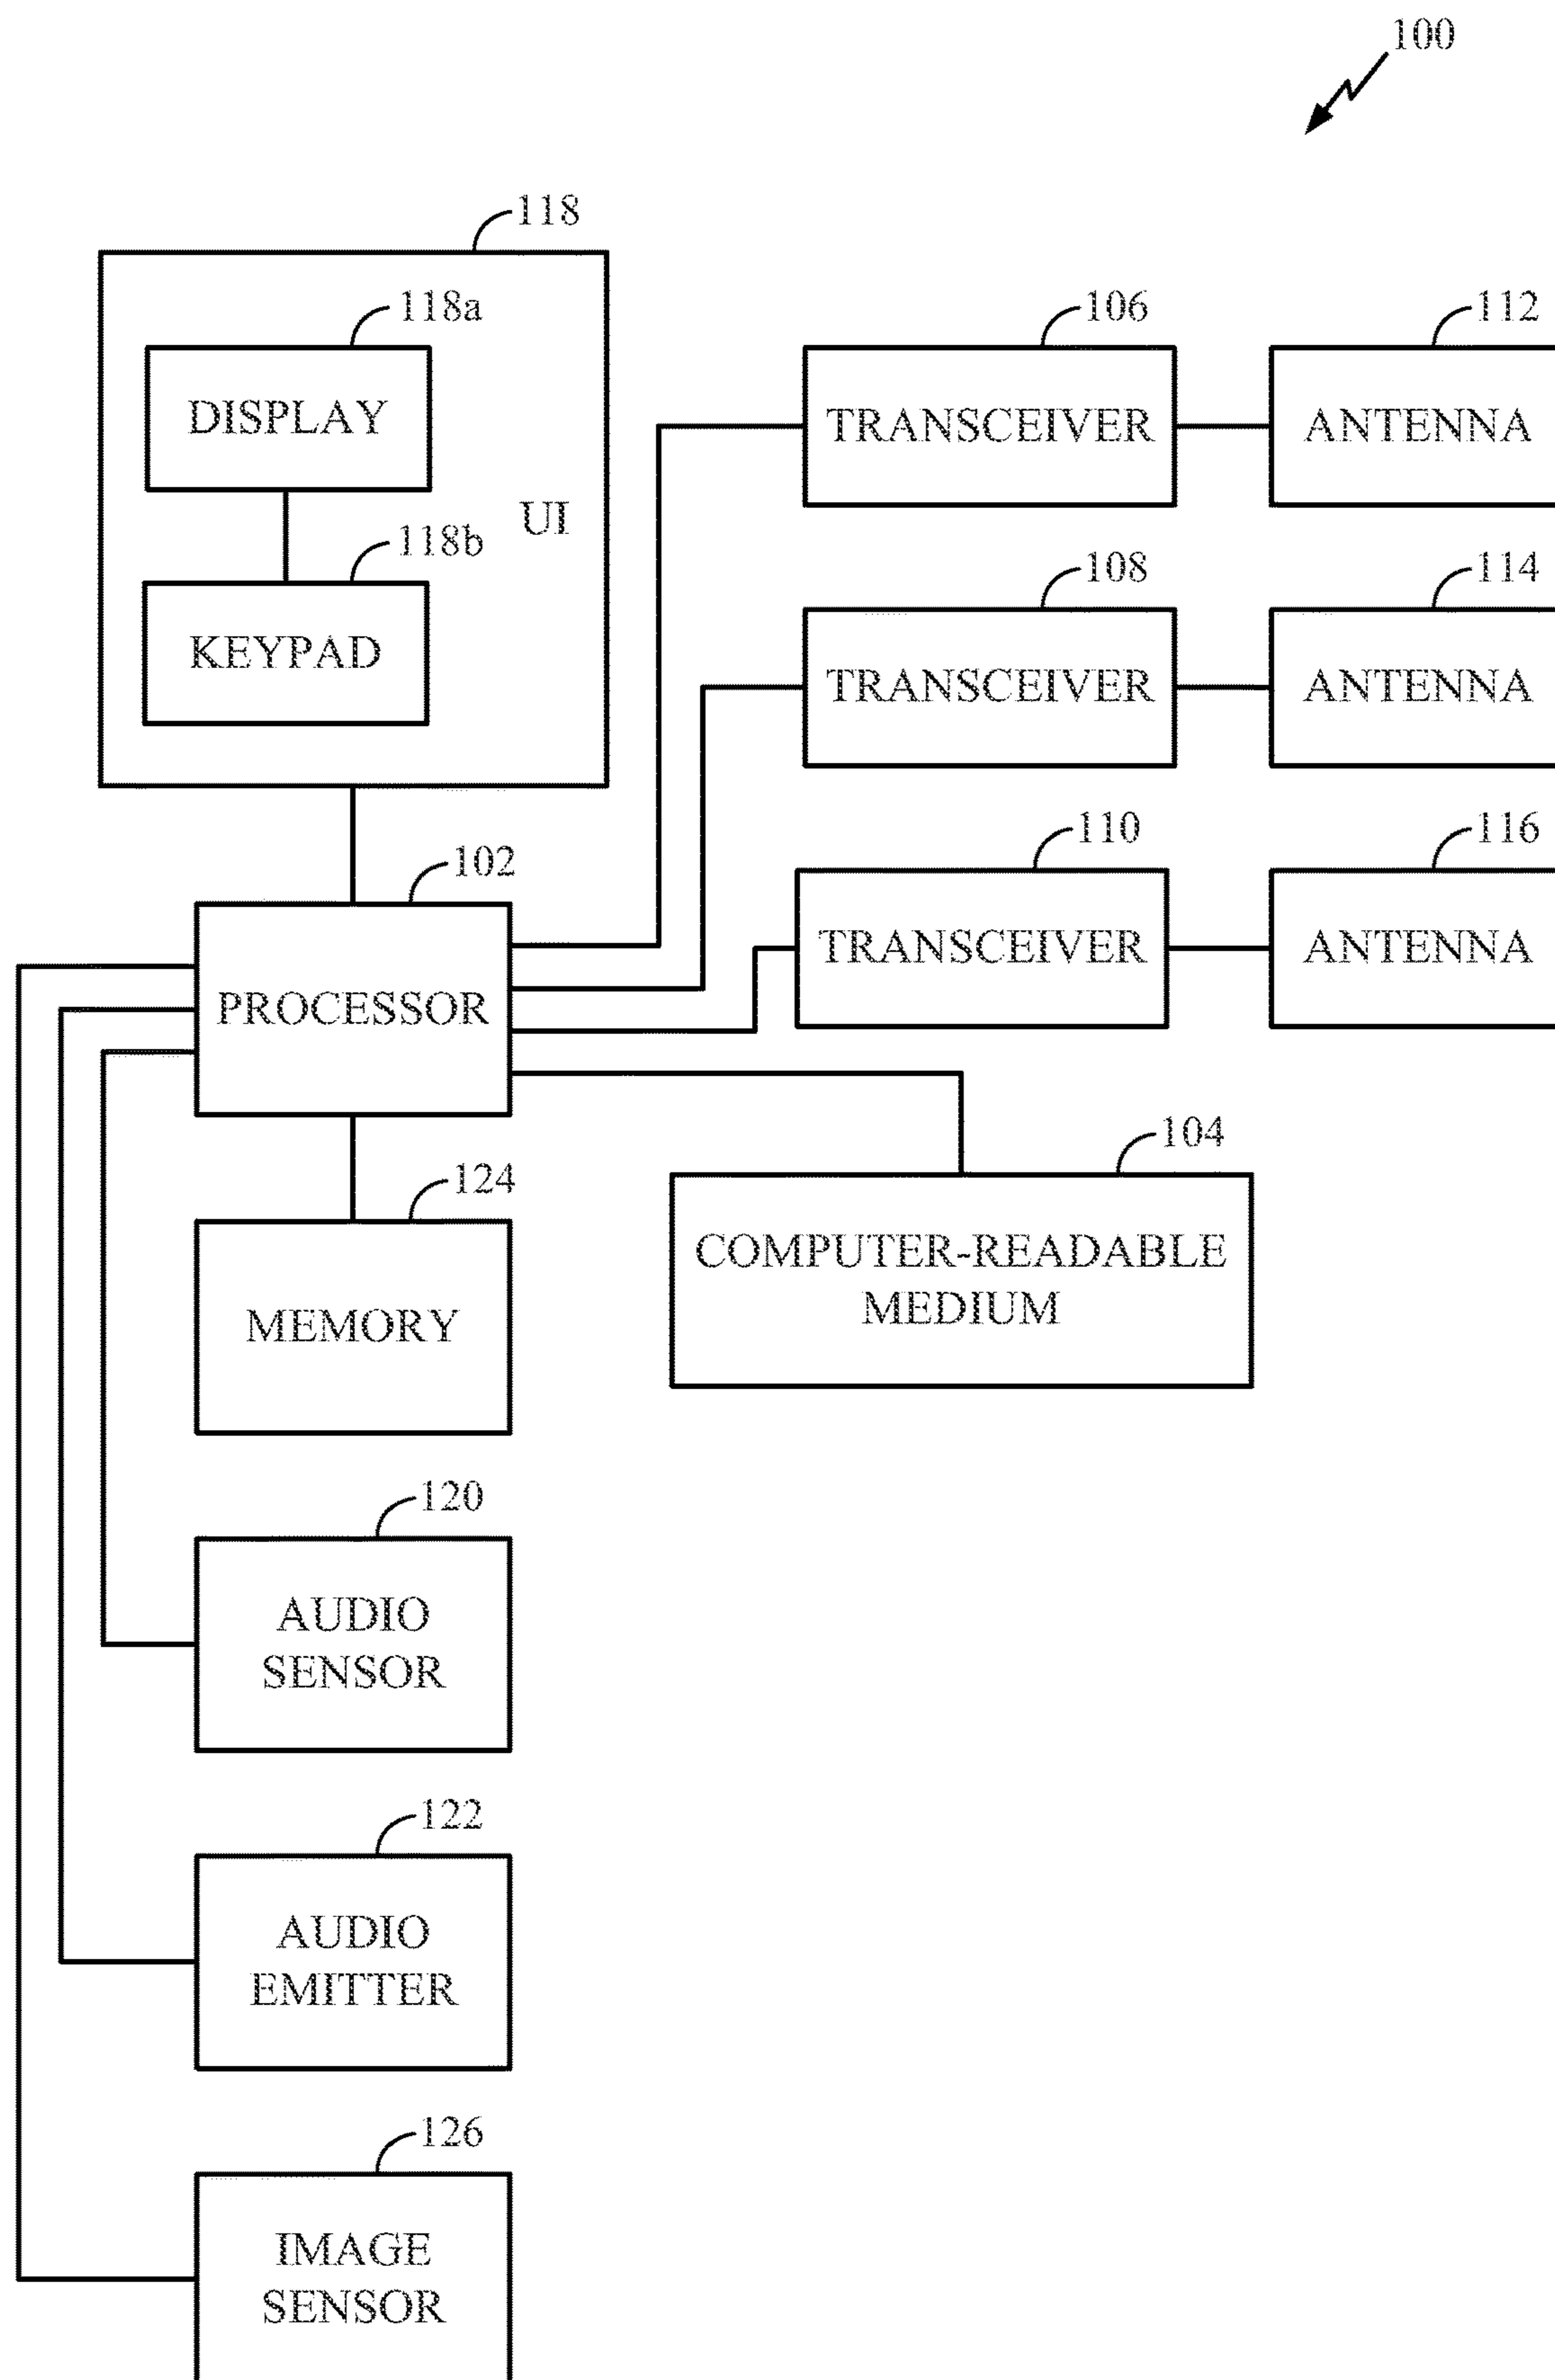 100
118
118a
DISPLAY
UI
118b
KEYPAD
106
TRANSCEIVER
112
ANTENNA
108
TRANSCEIVER
114
ANTENNA
110
TRANSCEIVER
116
ANTENNA
102
PROCESSOR
104
COMPUTER-READABLE
MEDIUM
124
MEMORY
120
AUDIO
SENSOR
122
AUDIO
EMITTER
126
IMAGE
SENSOR